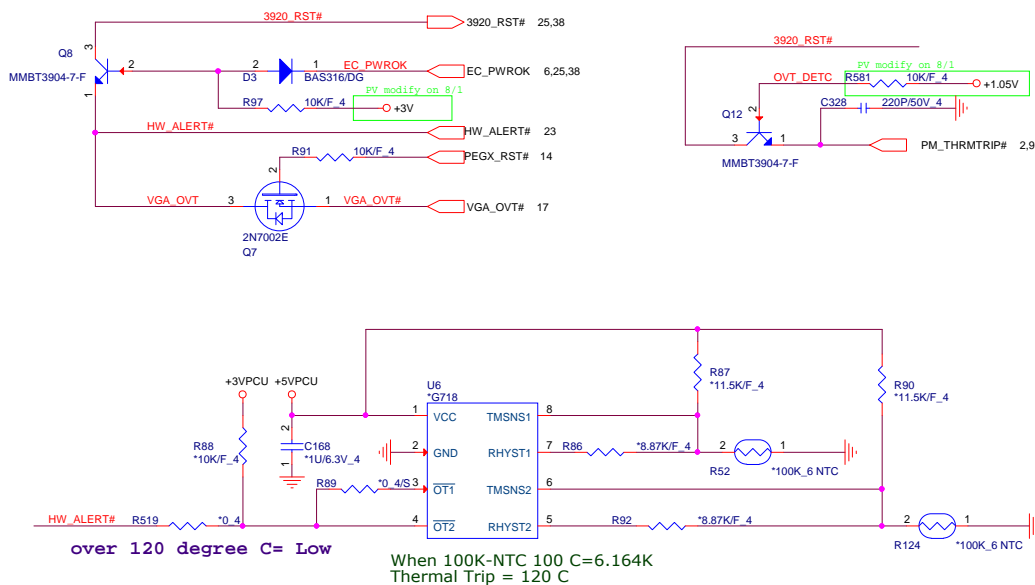 3920_RST# 3920_RST# 25,38
Q8
3
2
MMBT3904-7-F
1
2 D3 1 BAS316/DG
EC_PWROK EC_PWROK 6,25,38
PV modify on 8/1
R97 10K/F_4 +3V
HW_ALERT# HW_ALERT# 23
R91 10K/F_4 PEGX_RST# 14
2
VGA_OVT 3 1 VGA_OVT# VGA_OVT# 17
2N7002E
Q7
3920_RST#
PV modify on 8/1
OVT_DETC R581 10K/F_4 +1.05V
C328 220P/50V_4
Q12
2
3 1
MMBT3904-7-F
PM_THRMTRIP# 2,9
+3VPCU +5VPCU
R88
*10K/F_4
2
C168
*1U/6.3V_4
1
U6
*G718
1 VCC TMSNS1 8
2 GND RHYST1 7
3 OT1 TMSNS2 6
4 OT2 RHYST2 5
R87
*11.5K/F_4
R90
*11.5K/F_4
R86 *8.87K/F_4
2 1
R52 *100K_6 NTC
R89 *0_4/S
R92 *8.87K/F_4
2 1
R124 *100K_6 NTC
HW_ALERT# R519 *0_4
over 120 degree C= Low
When 100K-NTC 100 C=6.164K
Thermal Trip = 120 C